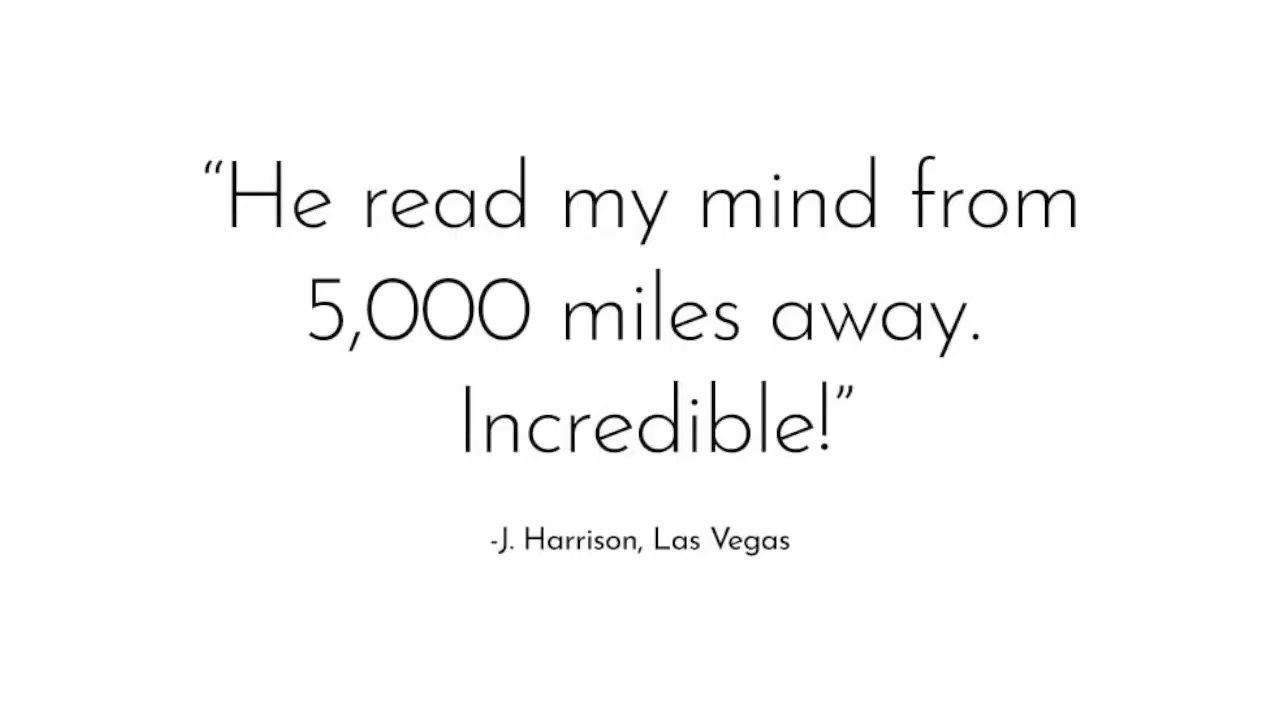 “He read my mind from
5,000 miles away.
Incredible!”
-J. Harrison, Las Vegas